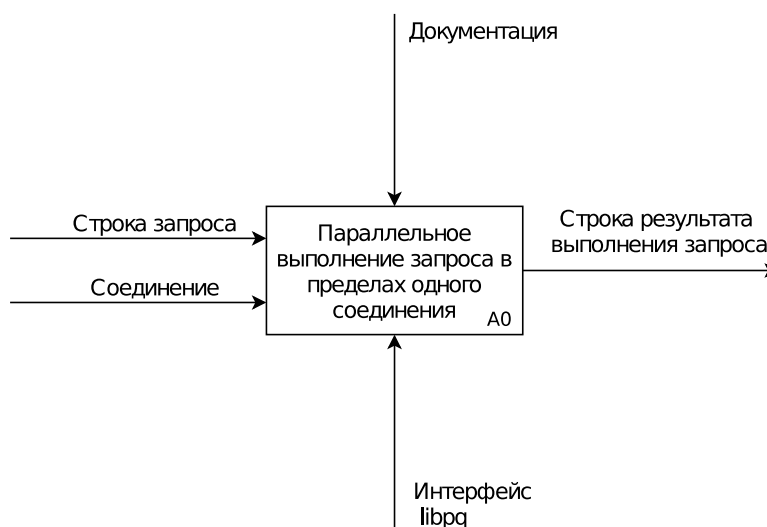 Документация
Строка запроса
Соединение
Параллельное
выполнение запроса в
пределах одного
соединения
A0
Строка результата
выполнения запроса
Интерфейс
libpq